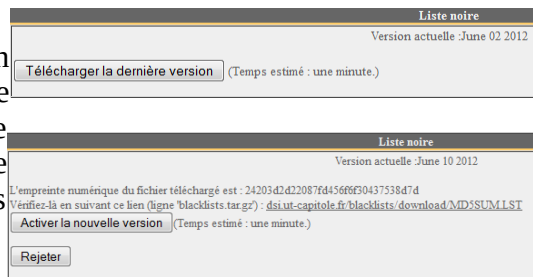 Liste noire
Version actuelle :June 02 2012
Télécharger la dernière version (Temps estimé : une minute.)
Liste noire
Version actuelle :June 10 2012
L'empreinte numérique du fichier téléchargé est : 24203d2d22087fd456f6f30437538d7d
Vérifiez-là en suivant ce lien (ligne 'blacklists.tar.gz') : dsi.ut-capitole.fr/blacklists/download/MD5SUM.LST
Activer la nouvelle version (Temps estimé : une minute.)
Rejeter